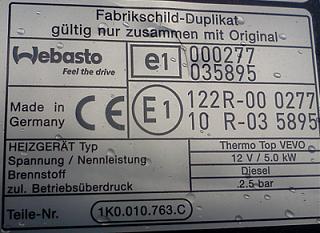 Fabrikschild-Duplikat
gültig nur zusammen mit Original
Webasto
Feel the drive
e1
000277
035895
Made in
Germany
CE
E1
122R-00 0277
10 R-03 5895
HEIZGERÄT Typ
Thermo Top VEVO
Spannung / Nennleistung
12 V / 5.0 kW
Brennstoff
Diesel
zul. Betriebsüberdruck
2.5 bar
Teile-Nr.
1K0.010.763.C